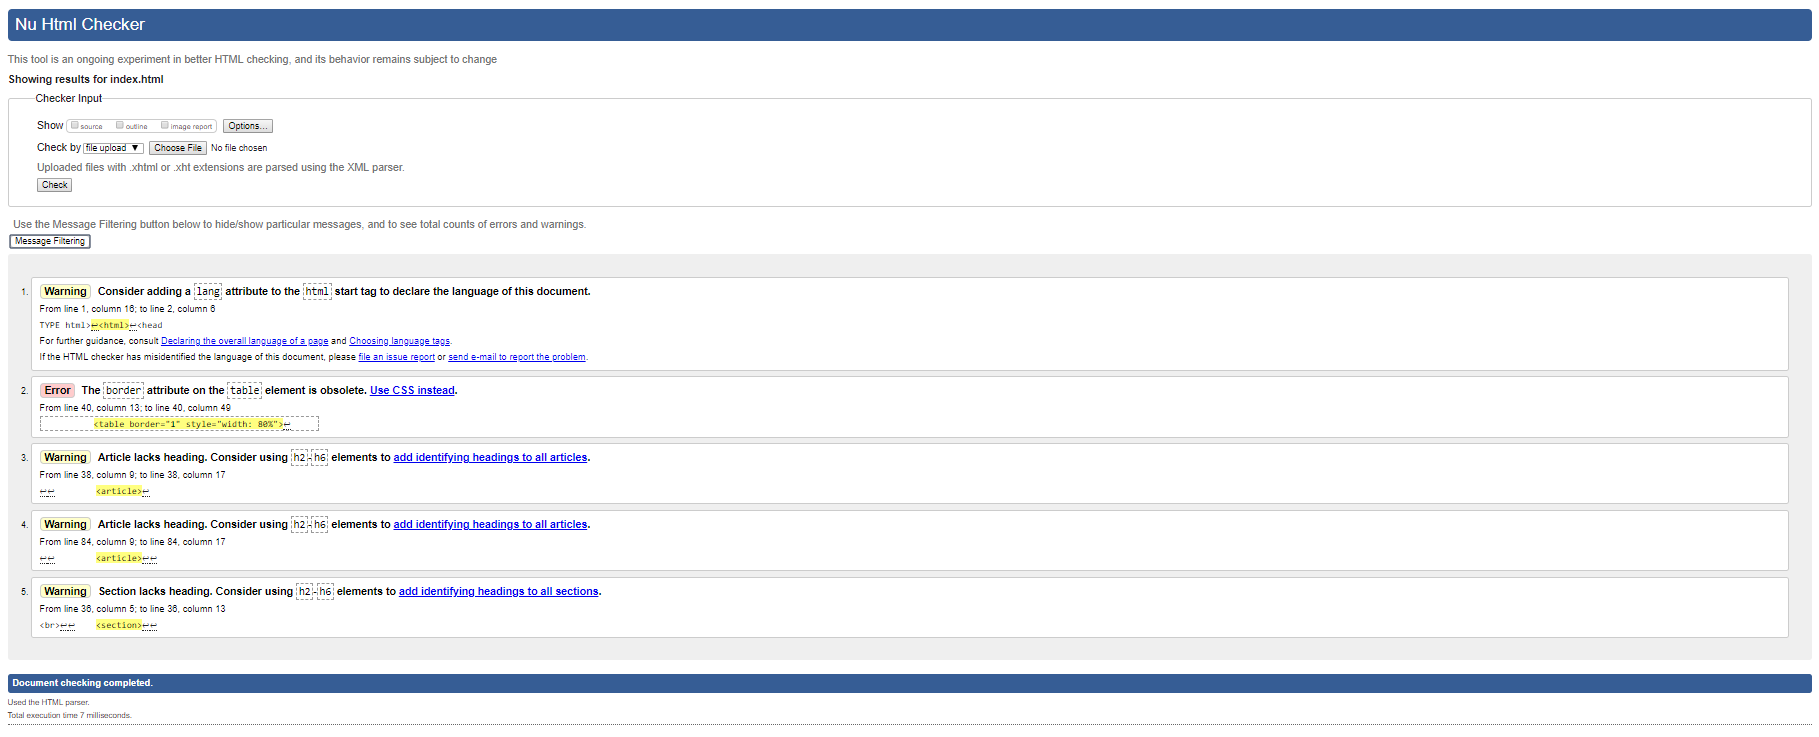 Nu Html Checker
This tool is an ongoing experiment in better HTML checking, and its behavior remains subject to change
Showing results for index.html
Checker Input
Show source outline image report Options...
Check by file upload ▼ Choose File No file chosen
Uploaded files with .xhtml or .xht extensions are parsed using the XML parser.
Check
Use the Message Filtering button below to hide/show particular messages, and to see total counts of errors and warnings.
Message Filtering
1. Warning Consider adding a lang attribute to the html start tag to declare the language of this document.
From line 1, column 16; to line 2, column 6
TYPE html>↩<html>↩<head
For further guidance, consult Declaring the overall language of a page and Choosing language tags.
If the HTML checker has misidentified the language of this document, please file an issue report or send e-mail to report the problem.
2. Error The border attribute on the table element is obsolete. Use CSS instead.
From line 40, column 13; to line 40, column 49
<table border="1" style="width: 80%">↩
3. Warning Article lacks heading. Consider using h2-h6 elements to add identifying headings to all articles.
From line 38, column 9; to line 38, column 17
↩↩ <article>↩
4. Warning Article lacks heading. Consider using h2-h6 elements to add identifying headings to all articles.
From line 84, column 9; to line 84, column 17
↩↩ <article>↩↩
5. Warning Section lacks heading. Consider using h2-h6 elements to add identifying headings to all sections.
From line 36, column 5; to line 36, column 13
<br>↩↩ <section>↩↩
Document checking completed.
Used the HTML parser.
Total execution time 7 milliseconds.